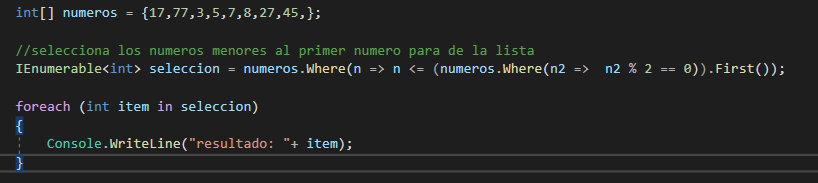 int[] numeros = {17,77,3,5,7,8,27,45,};
//selecciona los numeros menores al primer numero para de la lista
IEnumerable<int> seleccion = numeros.Where(n => n <= (numeros.Where(n2 =>  n2 % 2 == 0)).First());
foreach (int item in seleccion)
{
    Console.WriteLine("resultado: "+ item);
}